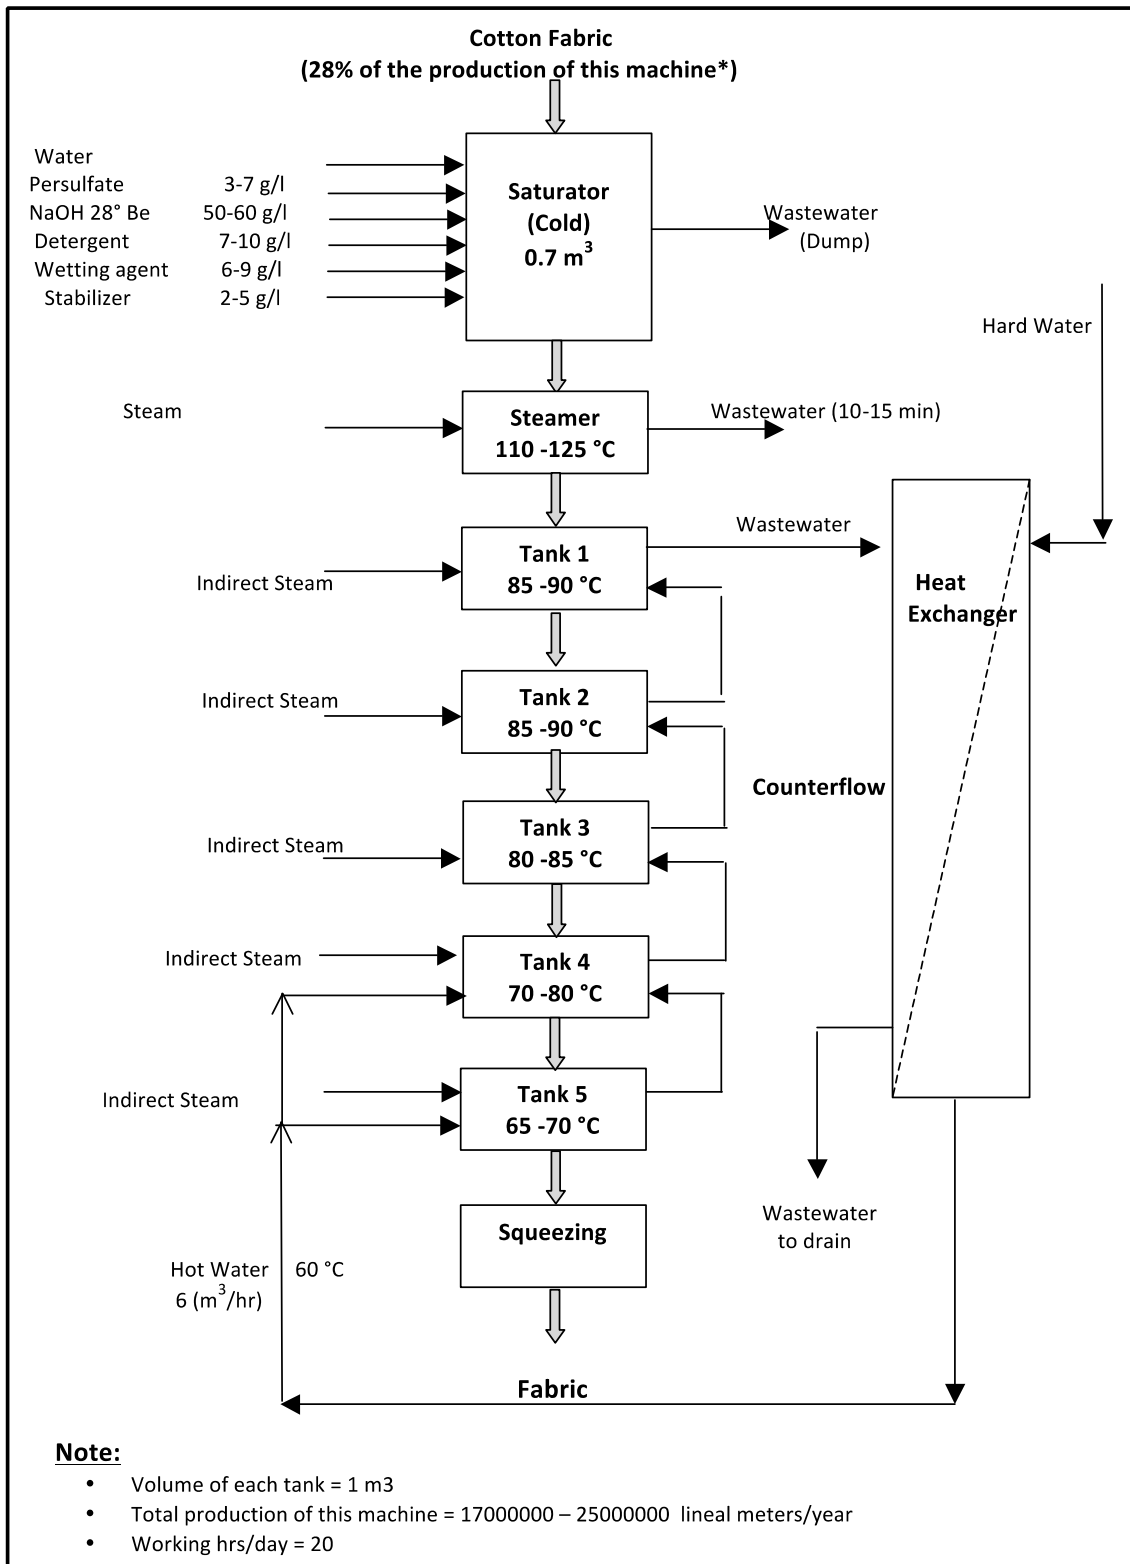 Cotton Fabric
(28% of the production of this machine*)
Water
Persulfate 3-7 g/l
NaOH 28° Be 50-60 g/l
Detergent 7-10 g/l
Wetting agent 6-9 g/l
Stabilizer 2-5 g/l
Saturator
(Cold)
0.7 m3
Wastewater
(Dump)
Hard Water
Steam
Steamer
110 -125 °C
Wastewater (10-15 min)
Wastewater
Tank 1
85 -90 °C
Indirect Steam
Heat
Exchanger
Indirect Steam
Tank 2
85 -90 °C
Counterflow
Tank 3
80 -85 °C
Indirect Steam
Indirect Steam
Tank 4
70 -80 °C
Indirect Steam
Tank 5
65 -70 °C
Squeezing
Wastewater
to drain
Hot Water 60 °C
6 (m3/hr)
Fabric
Note:
• Volume of each tank = 1 m3
• Total production of this machine = 17000000 – 25000000 lineal meters/year
• Working hrs/day = 20